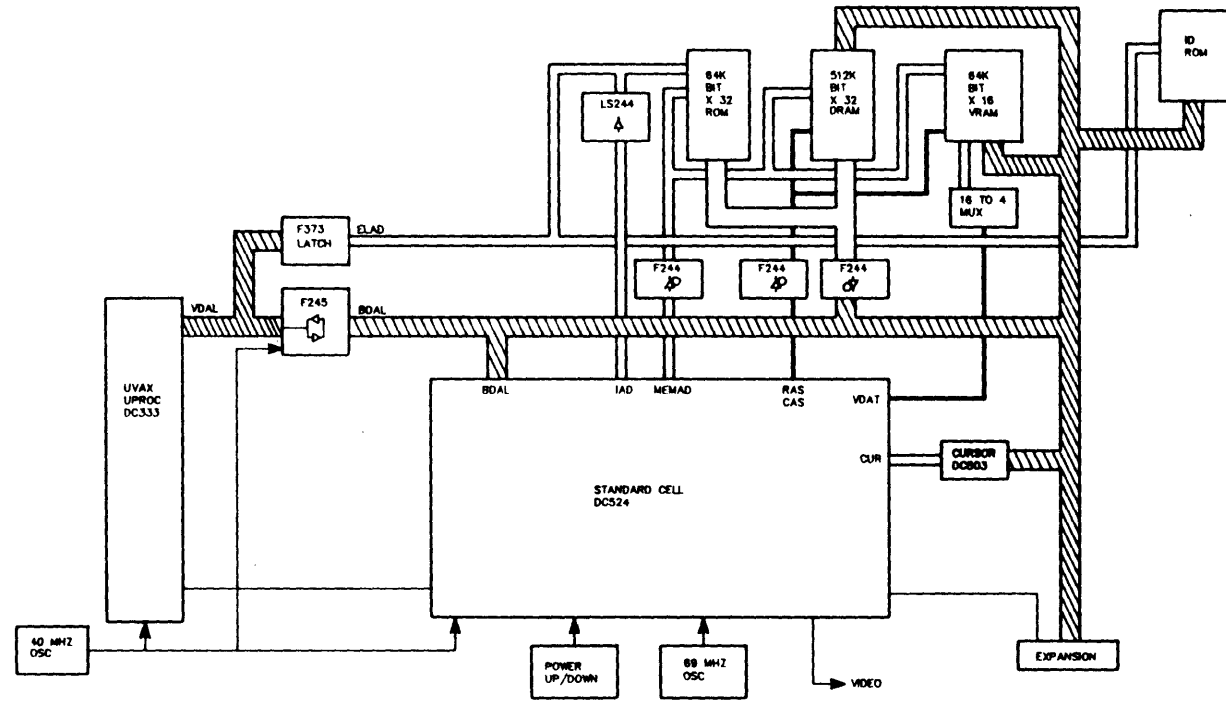 ID
ROM
64K
BIT
X 32
ROM
512K
BIT
X 32
DRAM
64K
BIT
X 16
VRAM
LS244
16 TO 4
MUX
F373
LATCH
ELAD
F244
F244
F244
VDAL
F245
BDAL
UVAX
UPROC
DC333
BDAL
IAD
MEMAD
RAS
CAS
VDAT
CUR
CURSOR
DC503
STANDARD CELL
DC524
40 MHZ
OSC
POWER
UP/DOWN
69 MHZ
OSC
VIDEO
EXPANSION